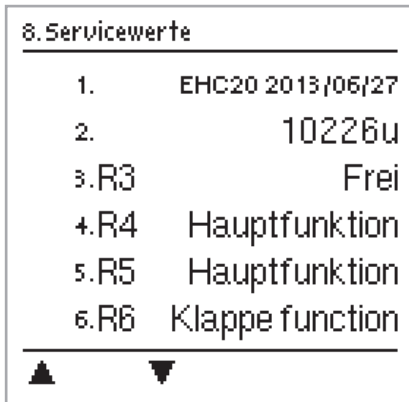 8.Servicewerte
1. EHC20 2013/06/27
2. 10226u
3.R3 Frei
4.R4 Hauptfunktion
5.R5 Hauptfunktion
6.R6 Klappe function